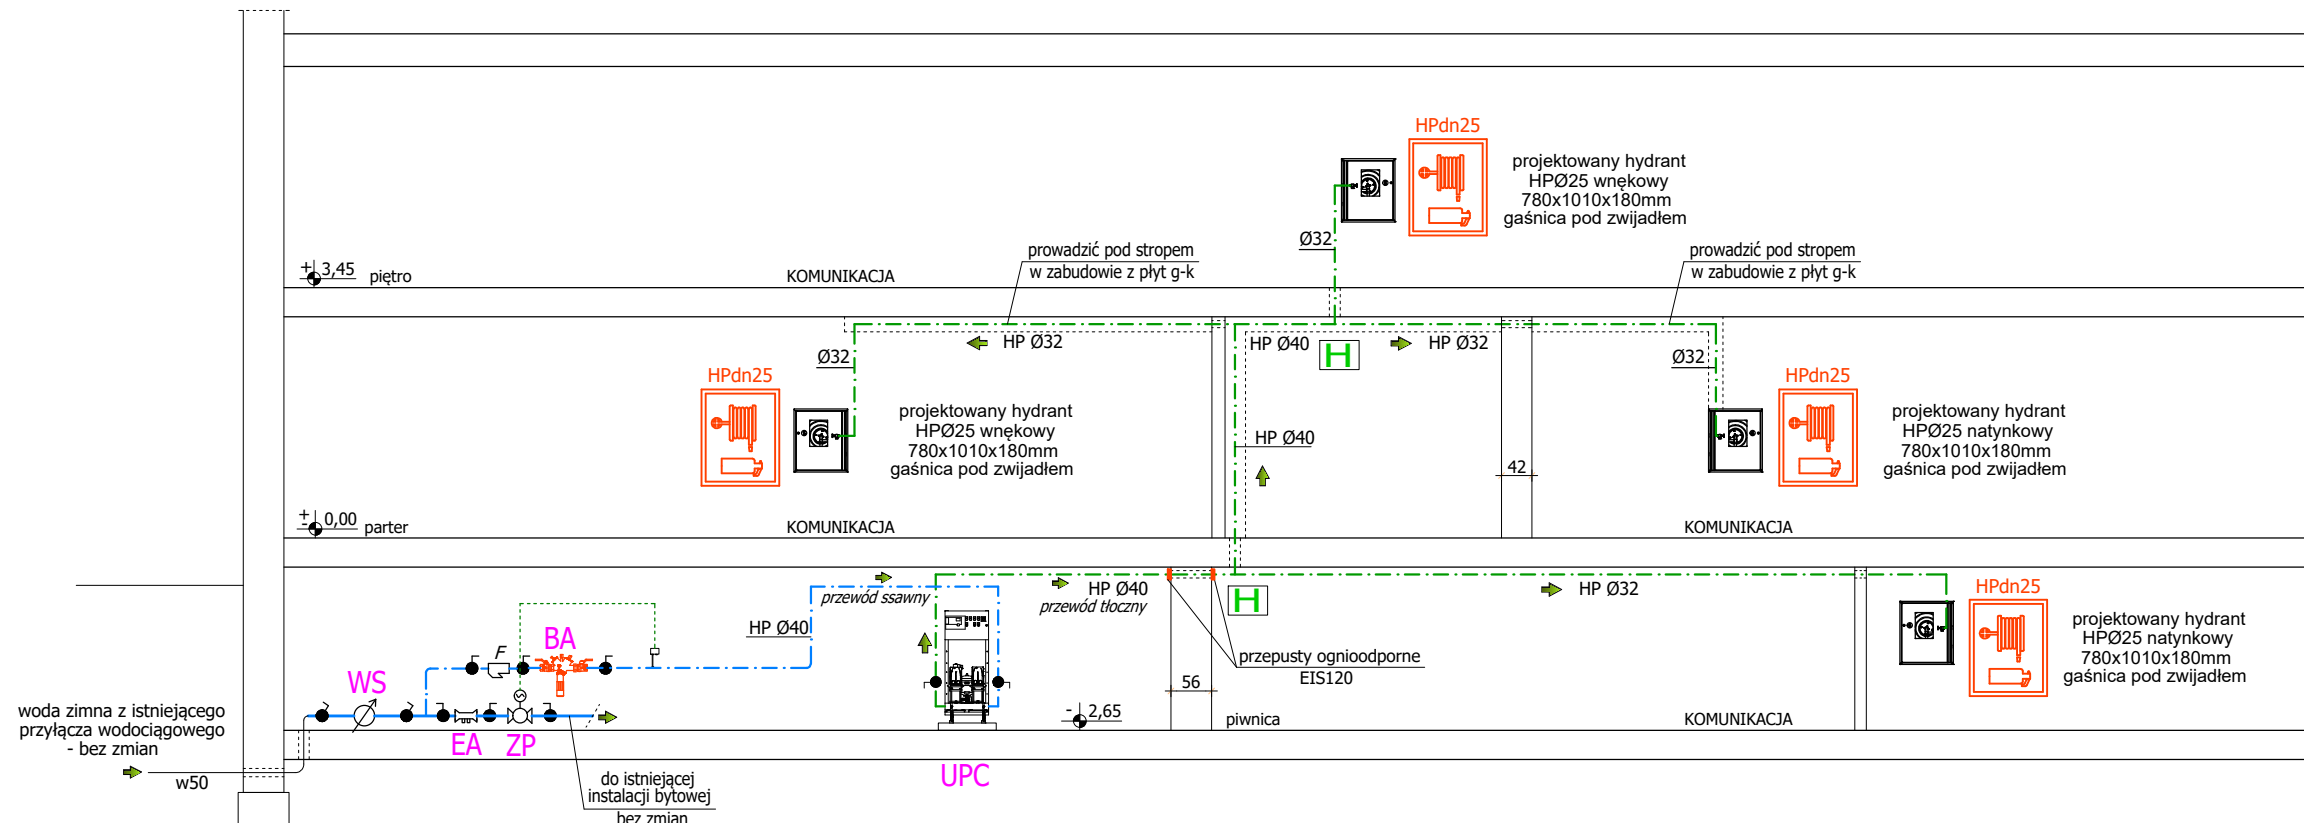 HPdn25
projektowany hydrant
HPØ25 wnękowy
780x1010x180mm
gaśnica pod zwijadłem
Ø32
prowadzić pod stropem
w zabudowie z płyt g-k
prowadzić pod stropem
w zabudowie z płyt g-k
+ 3,45 piętro
KOMUNIKACJA
HP Ø32
HP Ø40
H
HP Ø32
Ø32
Ø32
HPdn25
projektowany hydrant
HPØ25 wnękowy
780x1010x180mm
gaśnica pod zwijadłem
HP Ø40
42
HPdn25
projektowany hydrant
HPØ25 natynkowy
780x1010x180mm
gaśnica pod zwijadłem
± 0,00 parter
KOMUNIKACJA
KOMUNIKACJA
przewód ssawny
HP Ø40
przewód tłoczny
H
HP Ø32
HPdn25
projektowany hydrant
HPØ25 natynkowy
780x1010x180mm
gaśnica pod zwijadłem
HP Ø40
F
BA
WS
przepusty ognioodporne
EIS120
56
woda zimna z istniejącego
przyłącza wodociągowego
- bez zmian
w50
EA
ZP
- 2,65
piwnica
KOMUNIKACJA
UPC
do istniejącej
instalacji bytowej
bez zmian